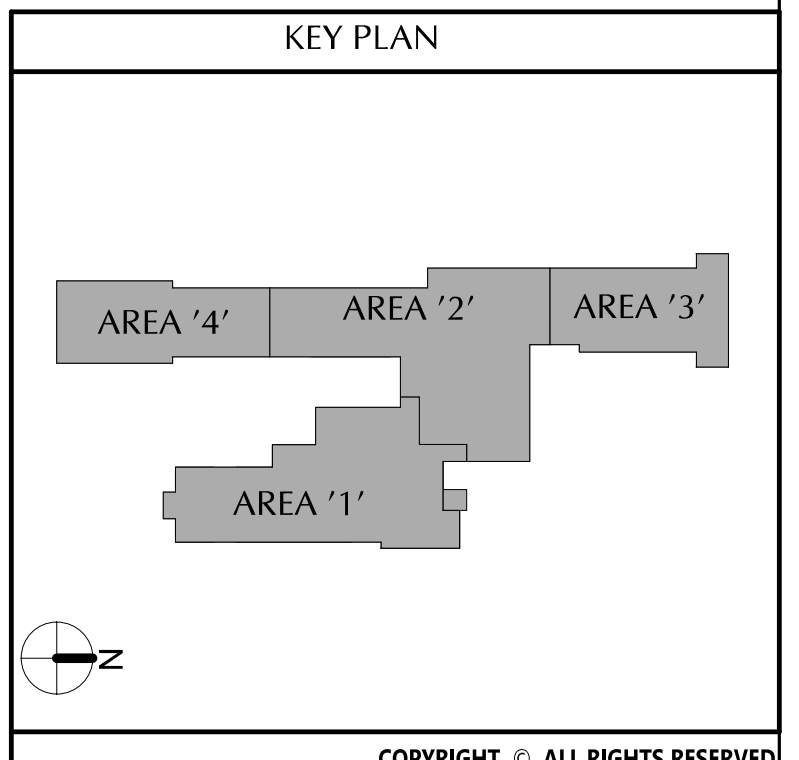 KEY PLAN
AREA '4'
AREA '2'
AREA '3'
AREA '1'
N
COPYRIGHT © ALL RIGHTS RESERVED